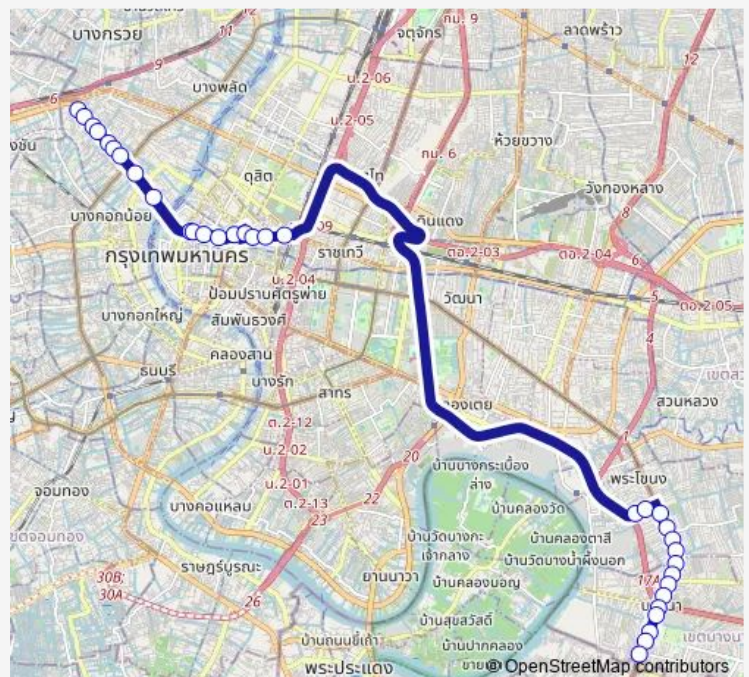 บางกรวย
กม. 9
ลาดพร้าว
12
12
11
จตุจักร
9
น.2-06
บางพลัด
6
น.2-05
งชัน
กม. 6
ห้วยขวาง
ดุสิต
วังทองหลาง
บางคอกน้อย
ดินแดง
8
09
กรุงเทพมหานคร
ราชเทวี
ตอ.2-03
ตอ.2-04
6
น.2-04
ป้อมปราบศัตรูพ่าย
วัฒนา
5
ตอ.2-05
บางกอกใหญ่
สัมพันธวงศ์
4
คลองสาน
ธนบุรี
บางรัก
สาทร
องเตย
สวนหลวง
ต.2-12
1
น.2-02
20
บ้านบางกระเบื้อง
ล่าง
พระโขนง
จอมทอง
น.2-01
22
บางคอแหลม
ต.2-13
บ้านคลองวัด
23
บ้านวัดบางกะ
เจ้ากลาง
บ้านคลองตาสี
บ้านวัดบางน้ำผึ้งนอก
ราษฎร์บูรณะ
ยานนาวา
30B;
30A
บ้านคลองมอญ
17A
26
บ้านสุขสวัสดิ์
บ้านถนนขี้เถ้า
บ้านปากคลอง
พระประแดง
© OpenStreetMap contributors